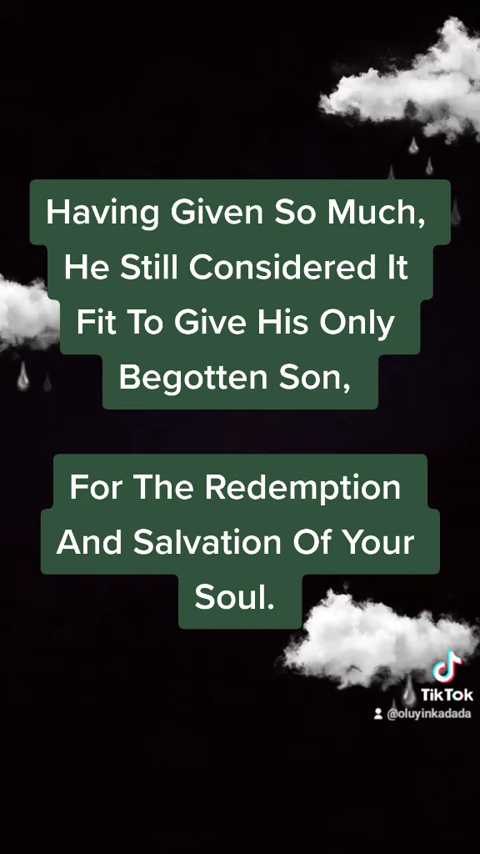 Having Given So Much,
He Still Considered It
Fit To Give His Only
Begotten Son,
For The Redemption
And Salvation Of Your
Soul.
TikTok
@oluyinkadada